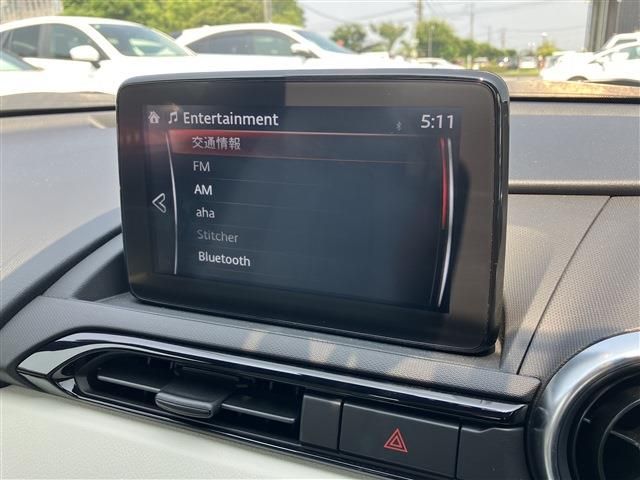 Entertainment 5:11
交通情報
FM
AM
aha
Stitcher
Bluetooth